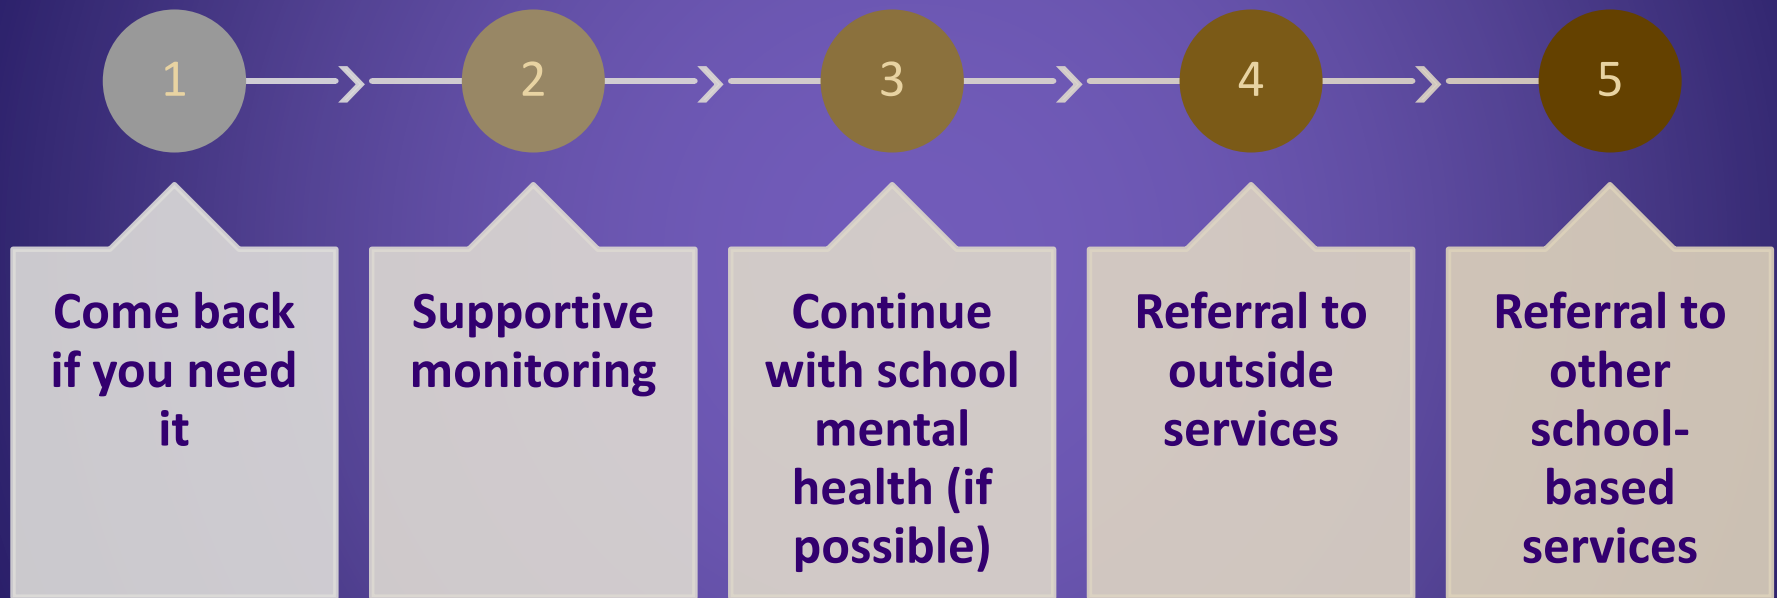 1
2
3
4
5
Come back
if you need
it
Supportive
monitoring
Continue
with school
mental
health (if
possible)
Referral to
outside
services
Referral to
other
school-
based
services